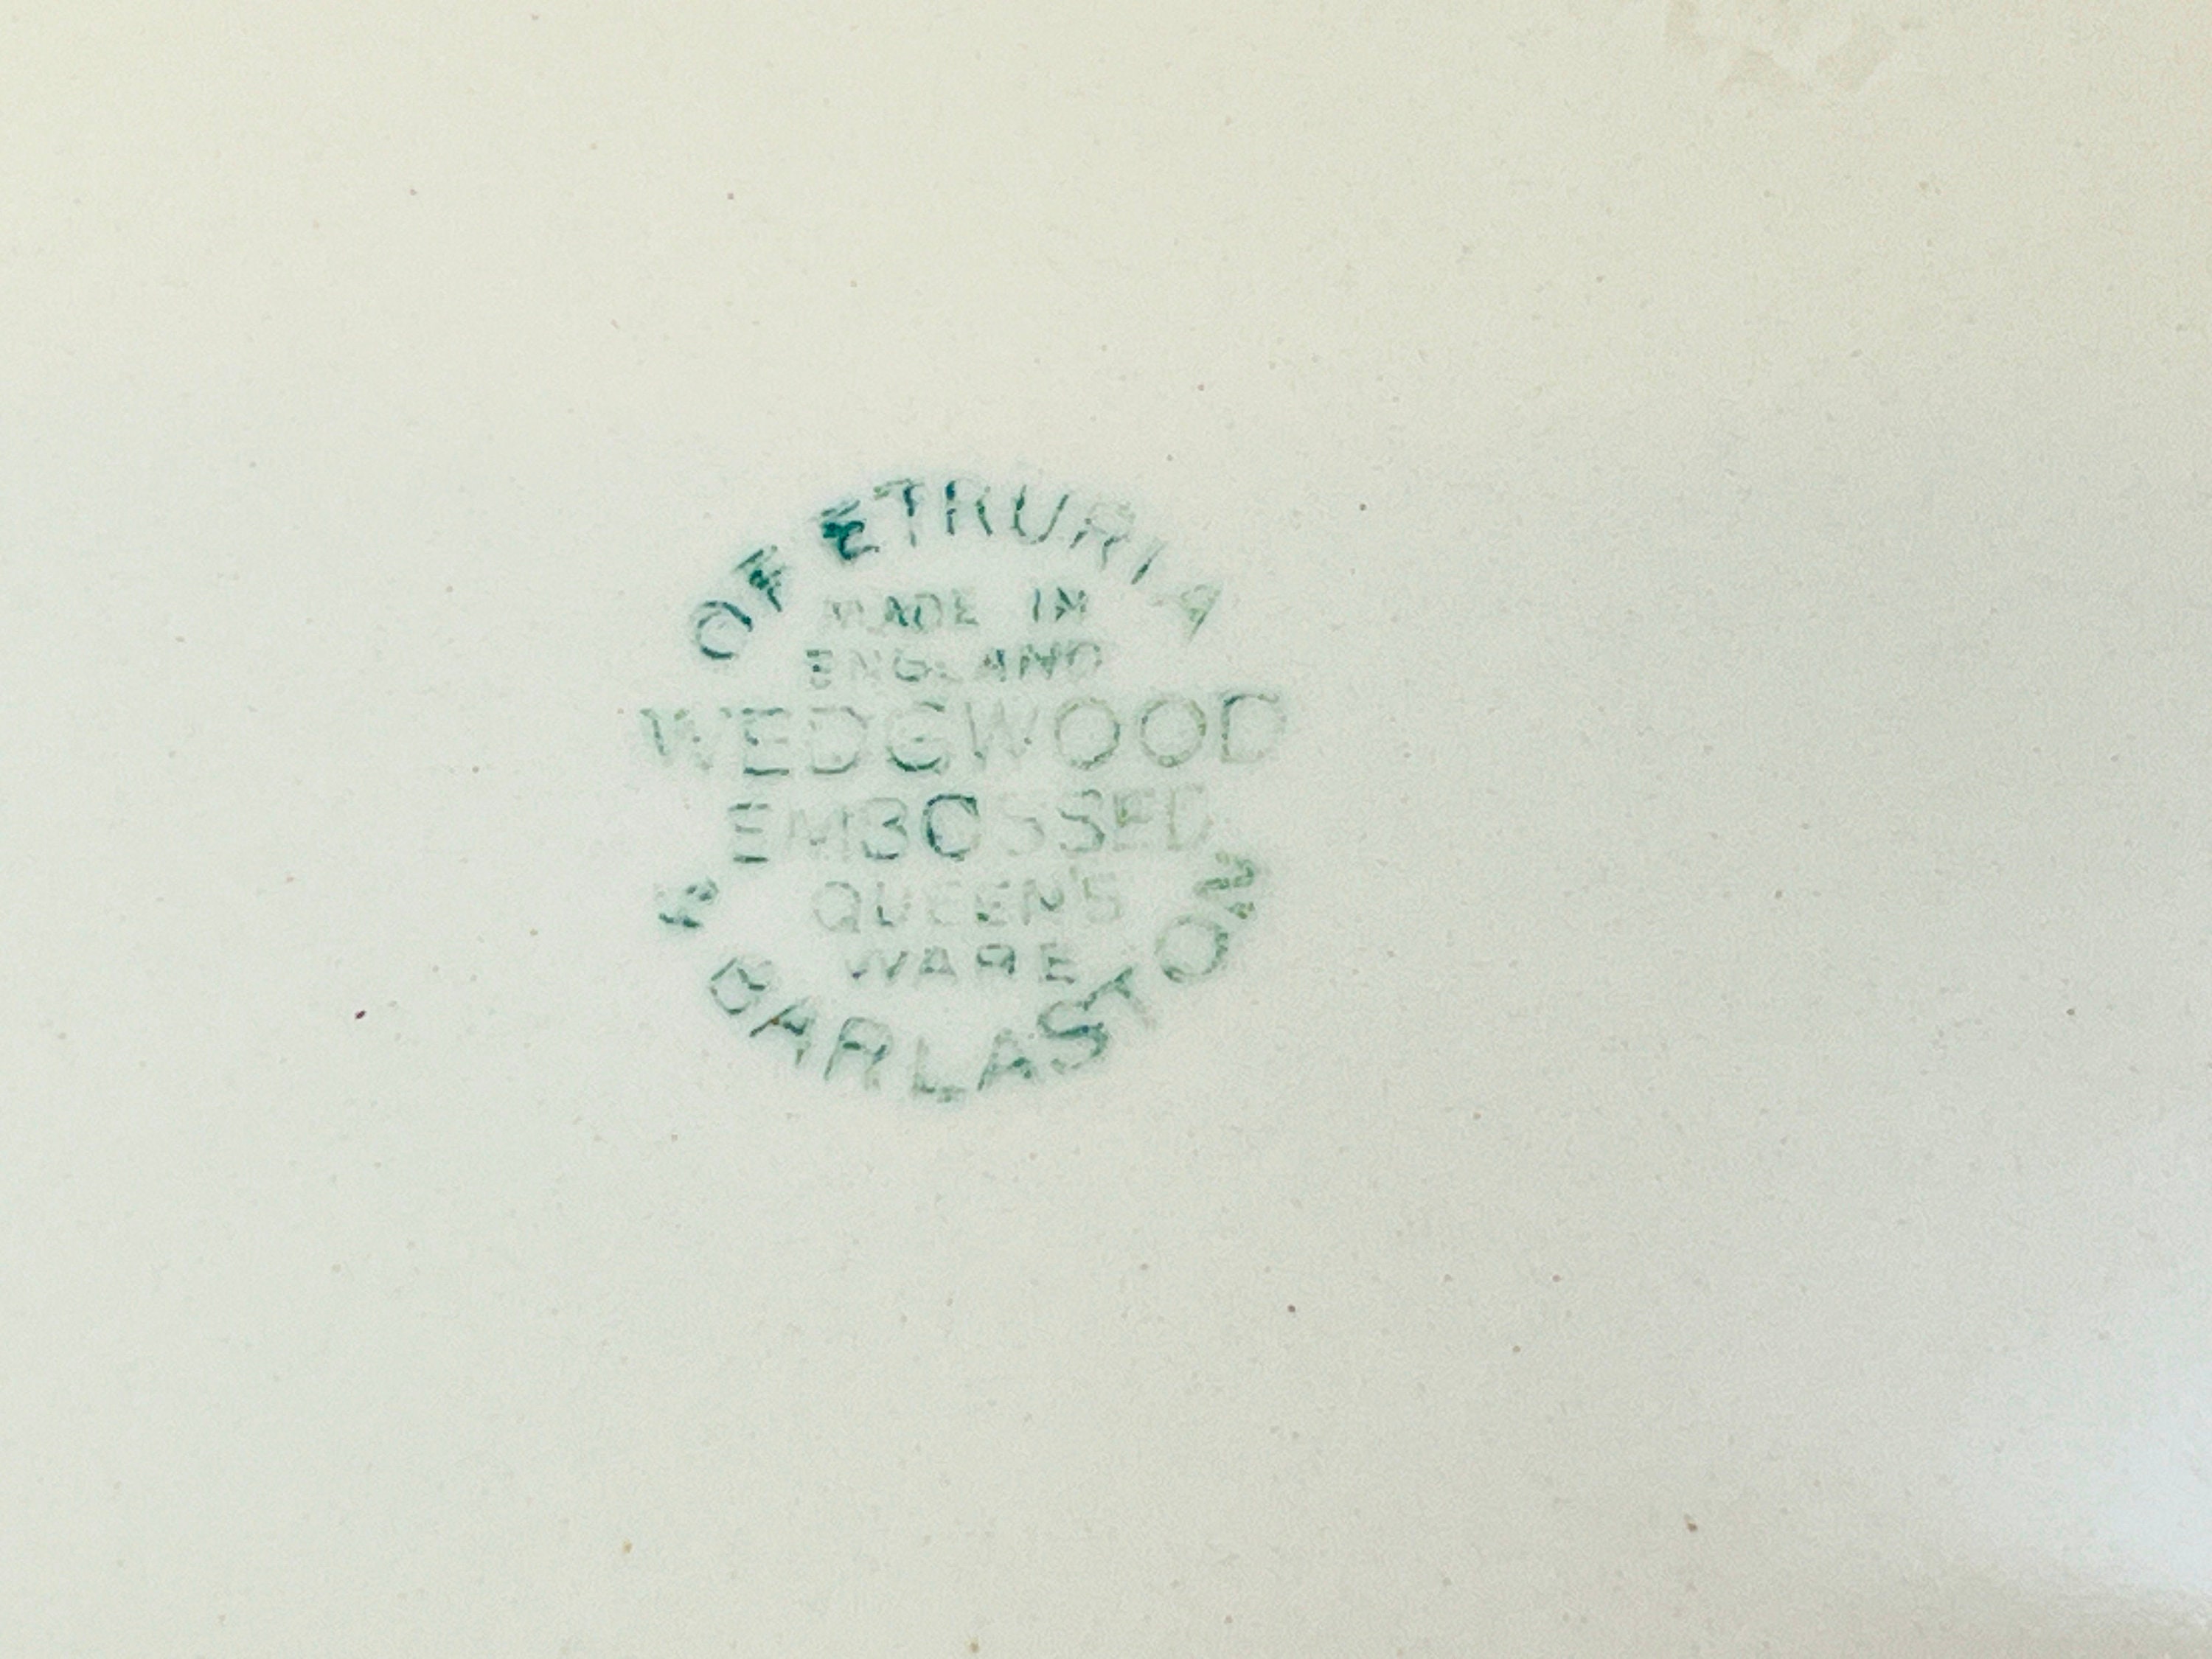 OF ETRURIA
MADE IN
ENGLAND
WEDGWOOD
EMBOSSED
QUEEN'S
WARE
& BARLASTON